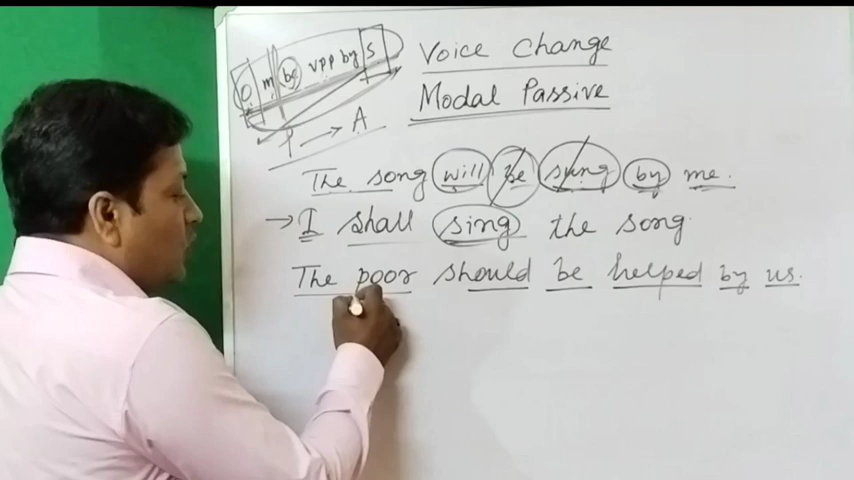 O m be vpp by S
P → A
Voice Change
Modal Passive
The song will be sung by me.
→ I shall sing the song.
The poor should be helped by us.